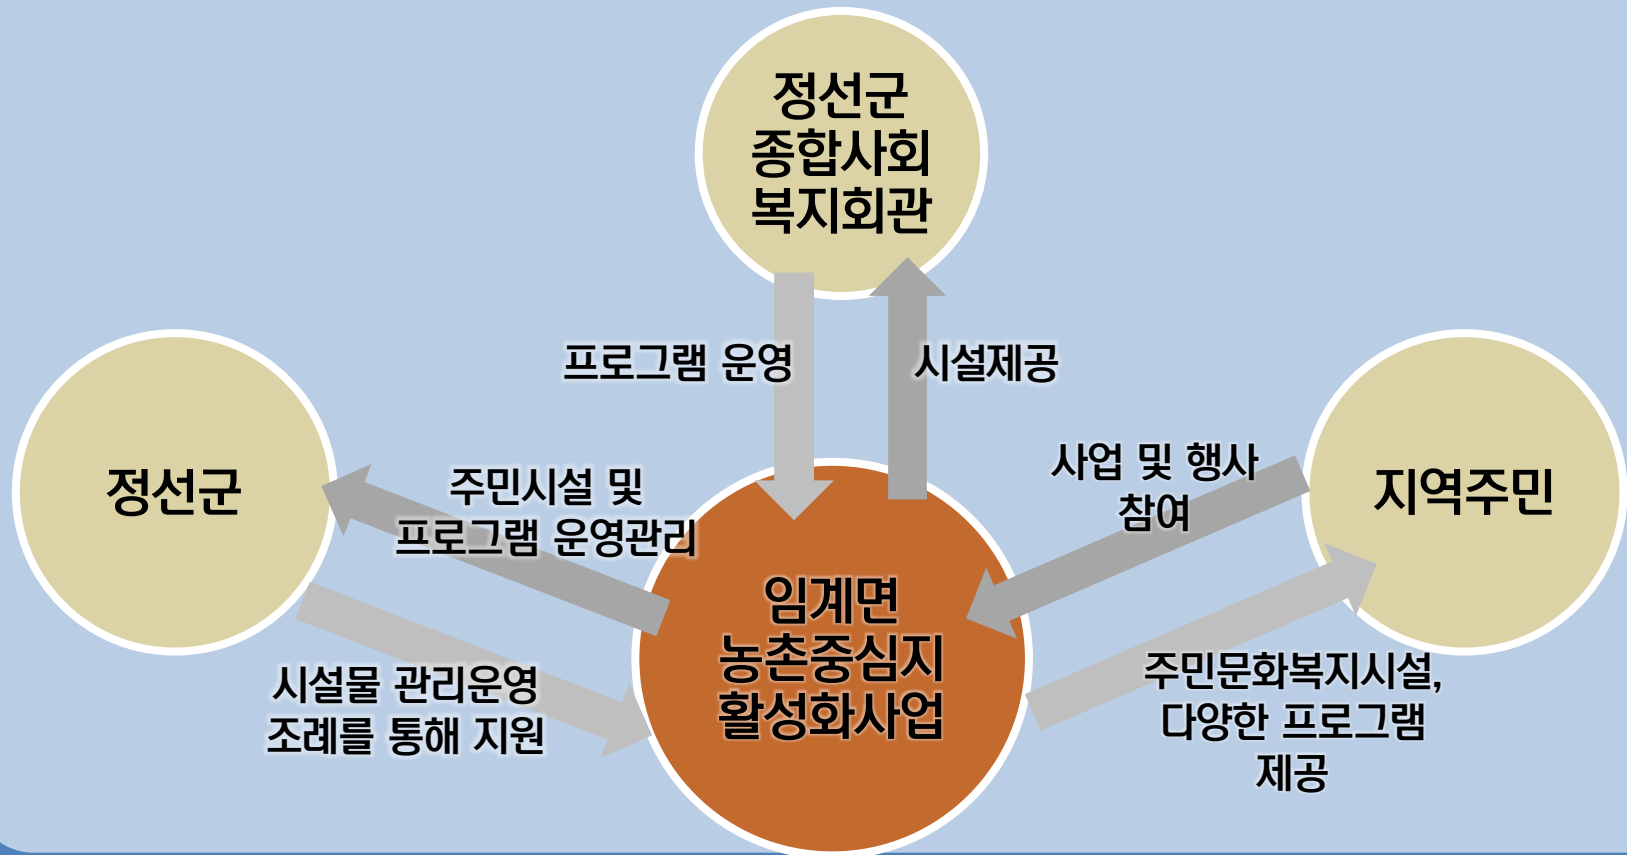 정선군
종합사회
복지회관
프로그램 운영
시설제공
정선군
주민시설 및
프로그램 운영관리
사업 및 행사
참여
지역주민
임계면
농촌중심지
활성화사업
시설물 관리운영
조례를 통해 지원
주민문화복지시설,
다양한 프로그램
제공